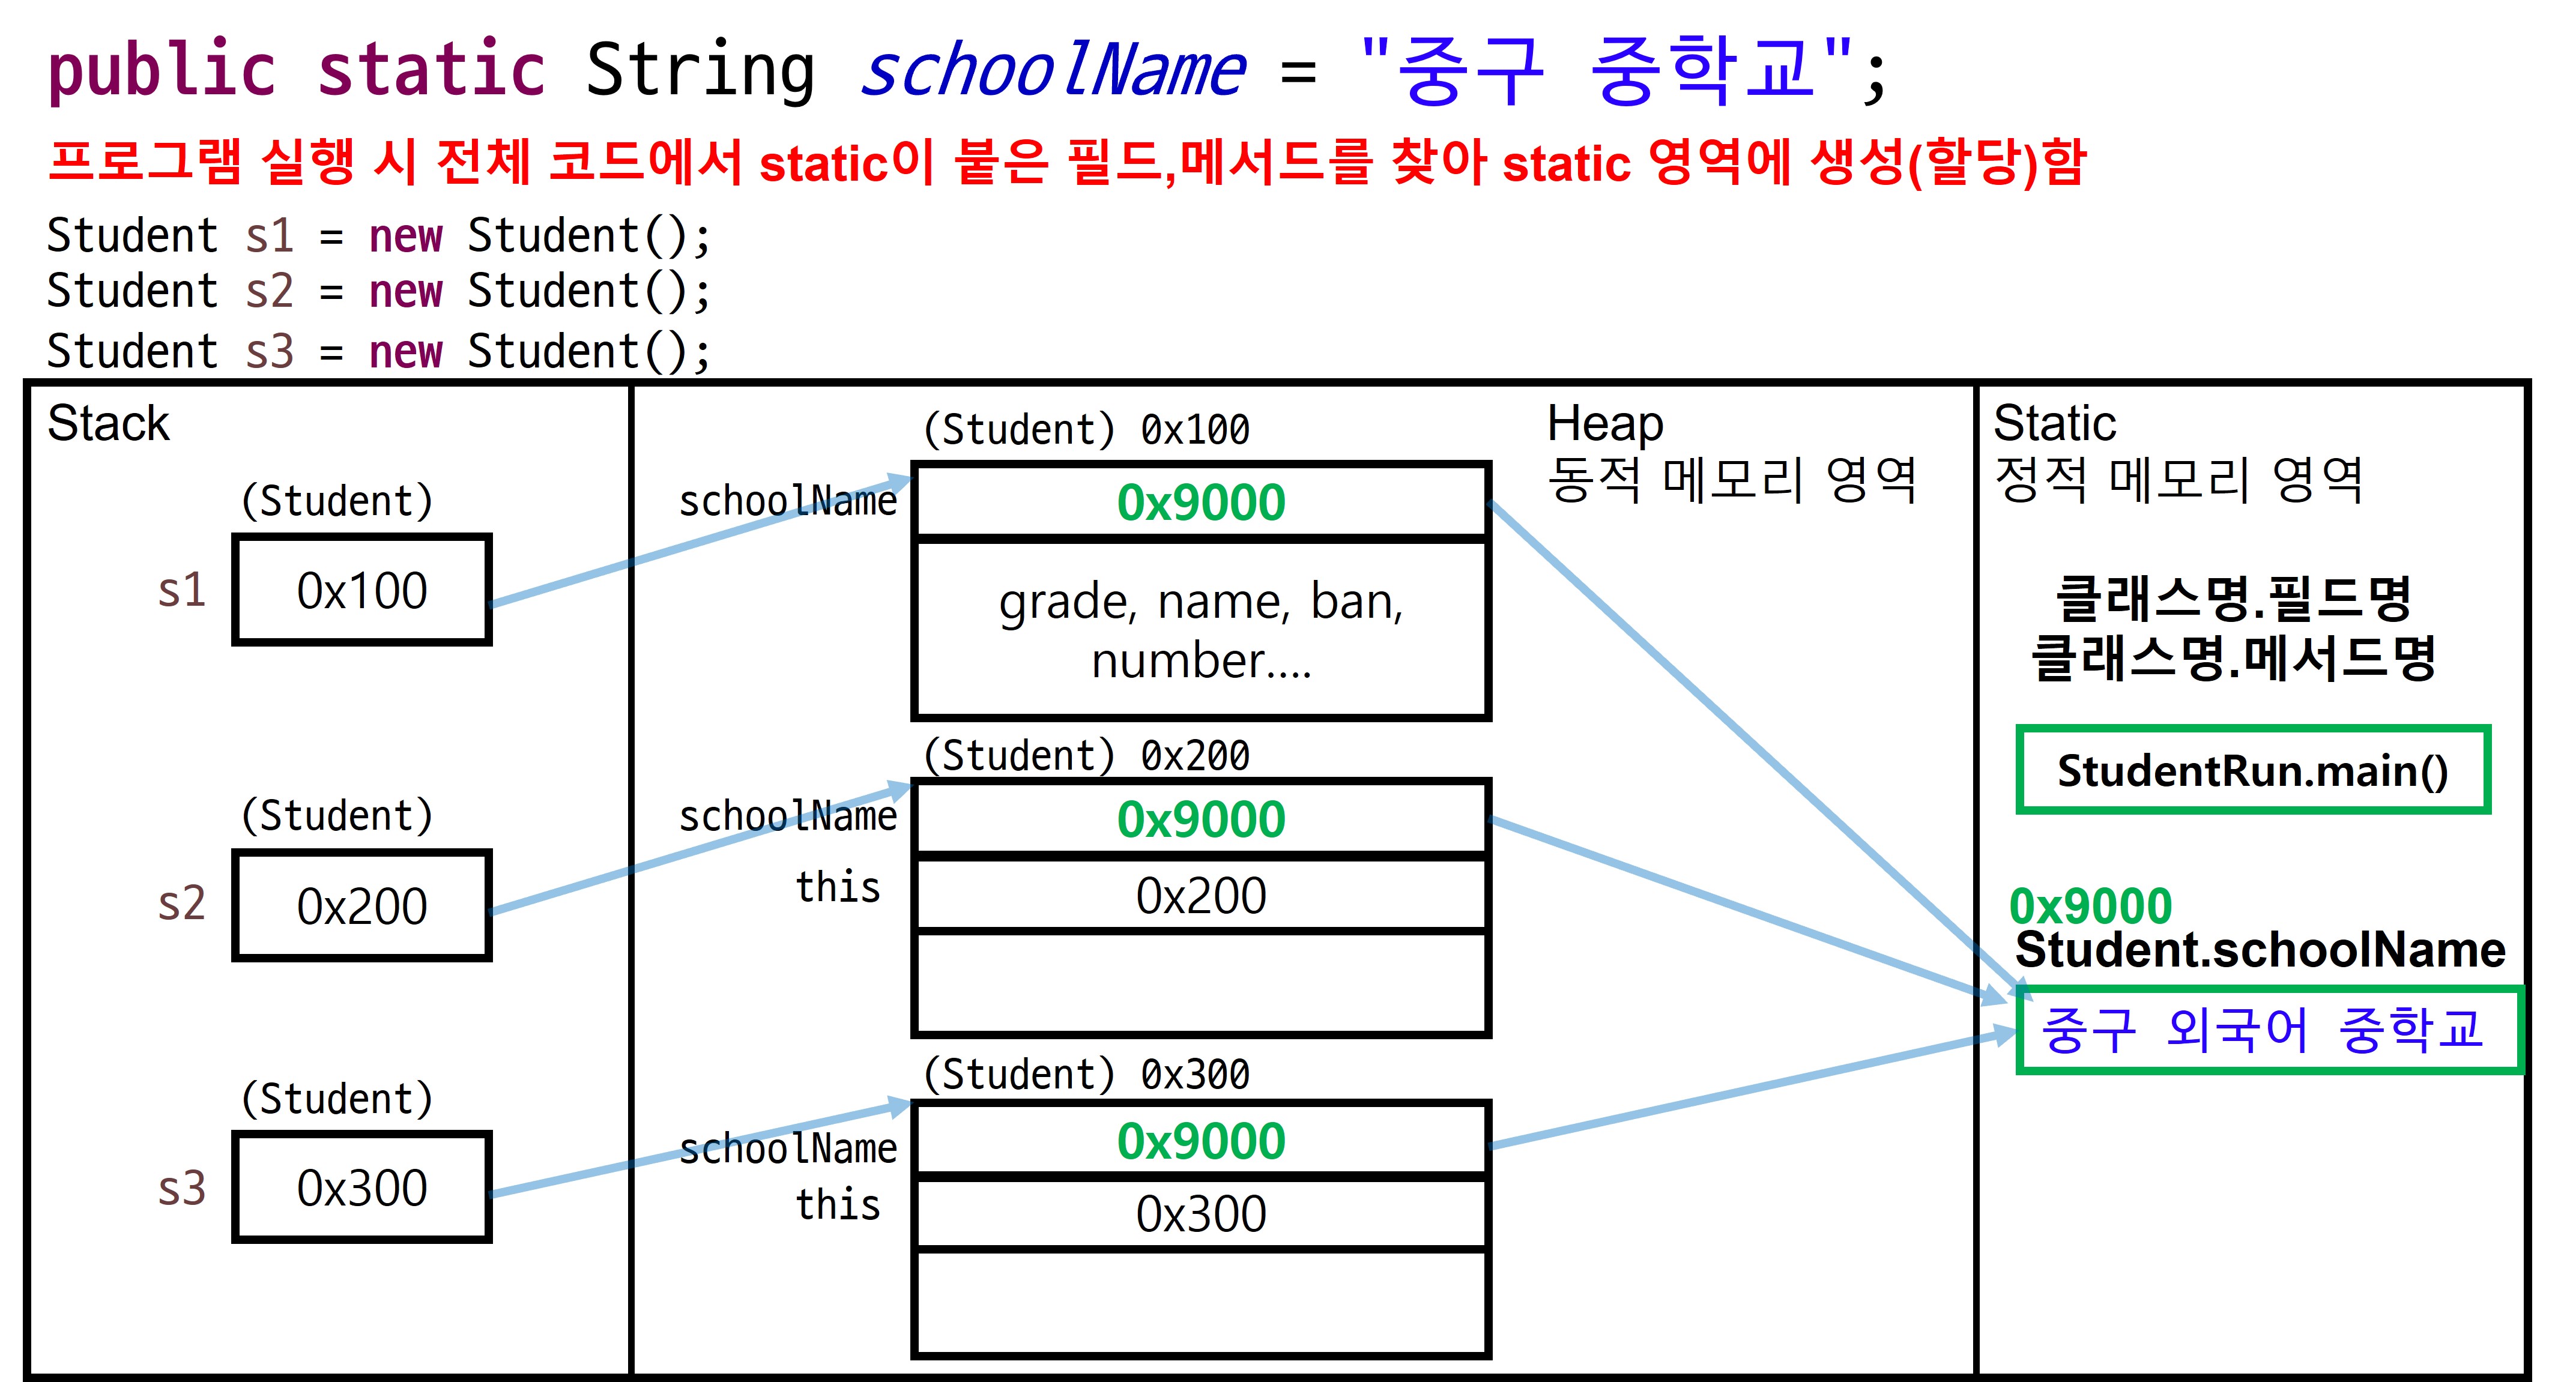 public static String schoolName = "중구 중학교";
프로그램 실행 시 전체 코드에서 static이 붙은 필드,메서드를 찾아 static 영역에 생성(할당)함
Student s1 = new Student();
Student s2 = new Student();
Student s3 = new Student();
Stack
(Student)
s1
0x100
(Student)
s2
0x200
(Student)
s3
0x300
Heap
동적 메모리 영역
(Student) 0x100
schoolName
0x9000
grade, name, ban,
number....
(Student) 0x200
schoolName
0x9000
this
0x200
(Student) 0x300
schoolName
0x9000
this
0x300
Static
정적 메모리 영역
클래스명.필드명
클래스명.메서드명
StudentRun.main()
0x9000
Student.schoolName
중구 외국어 중학교